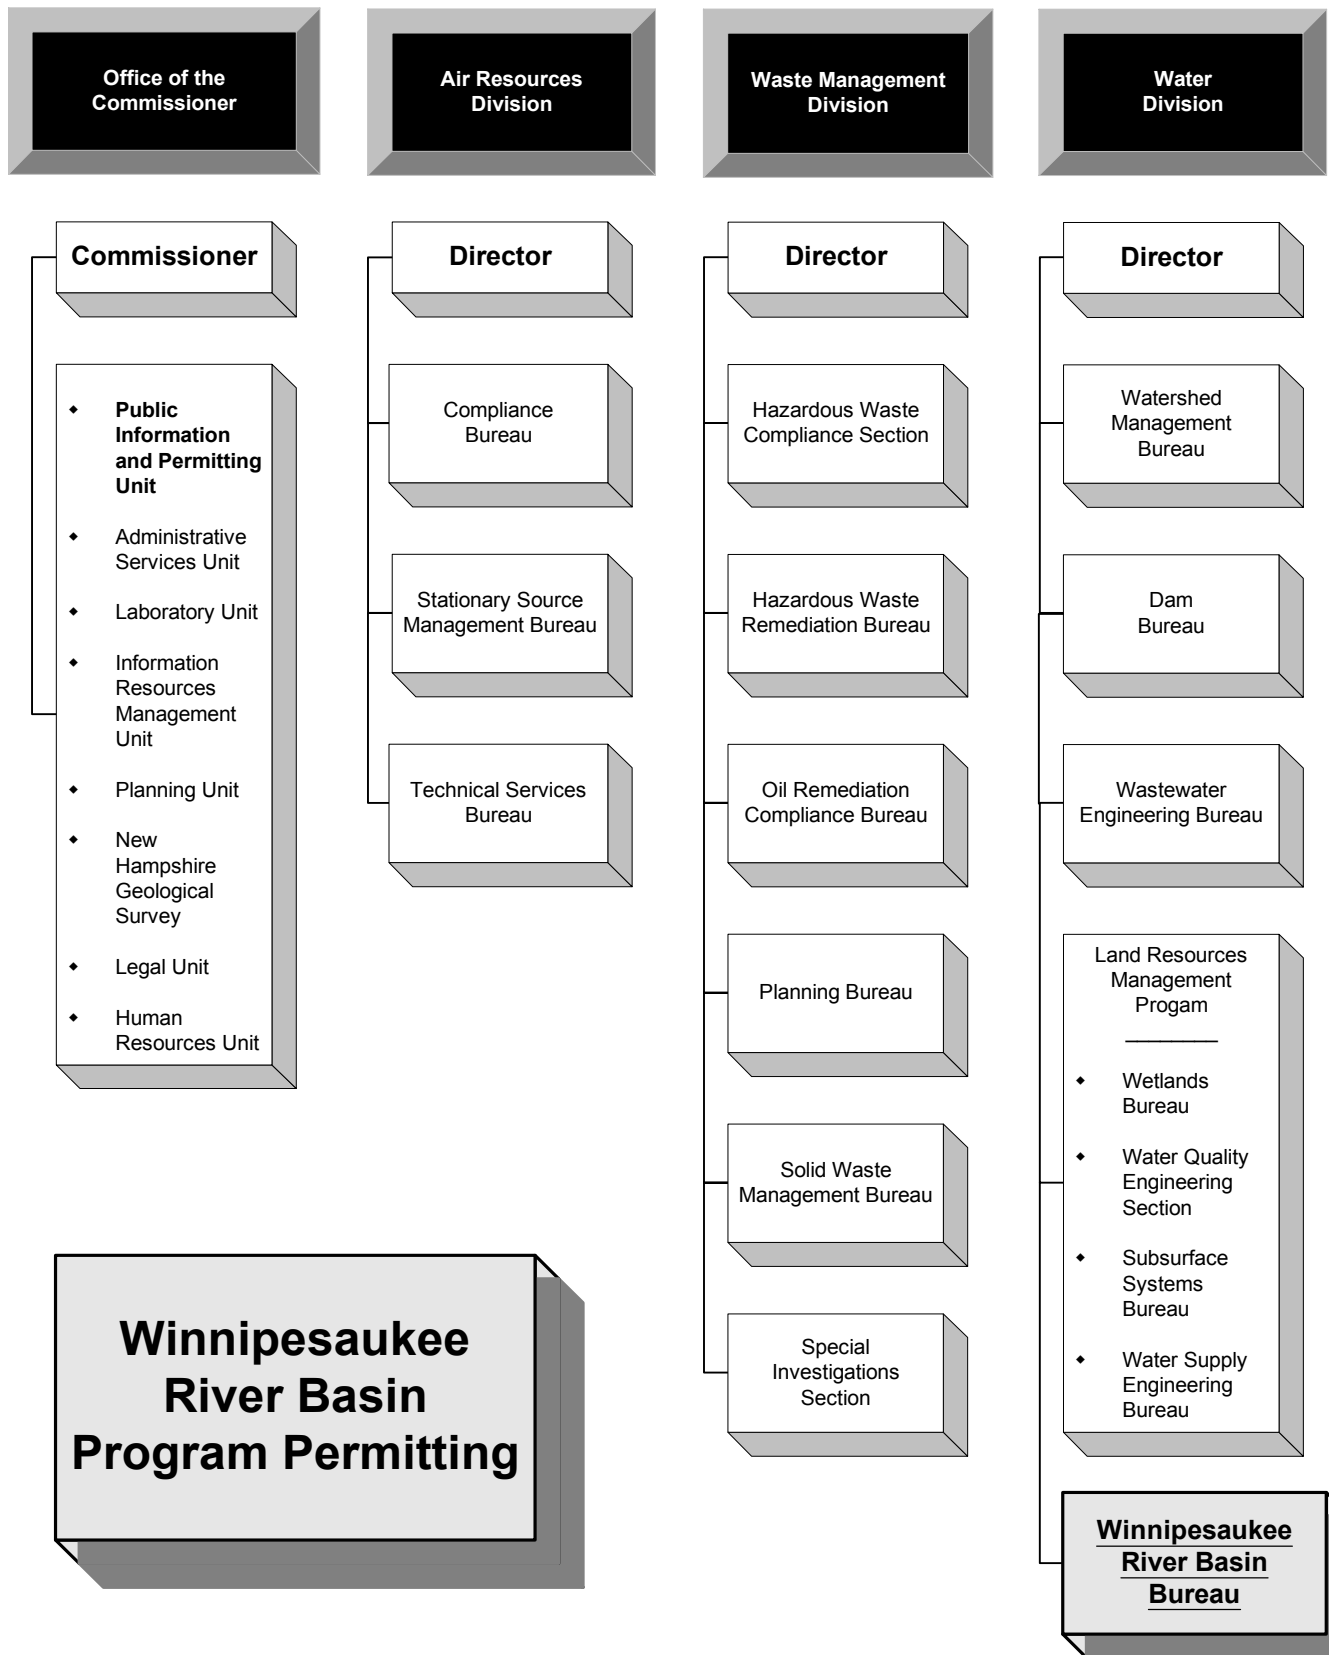 Office of the
Commissioner
Air Resources
Division
Waste Management
Division
Water
Division
Commissioner
◆ Public
Information
and Permitting
Unit
◆ Administrative
Services Unit
◆ Laboratory Unit
◆ Information
Resources
Management
Unit
◆ Planning Unit
◆ New
Hampshire
Geological
Survey
◆ Legal Unit
◆ Human
Resources Unit
Director
Compliance
Bureau
Stationary Source
Management Bureau
Technical Services
Bureau
Director
Hazardous Waste
Compliance Section
Hazardous Waste
Remediation Bureau
Oil Remediation
Compliance Bureau
Planning Bureau
Solid Waste
Management Bureau
Special
Investigations
Section
Director
Watershed
Management
Bureau
Dam
Bureau
Wastewater
Engineering Bureau
Land Resources
Management
Progam
◆ Wetlands
Bureau
◆ Water Quality
Engineering
Section
◆ Subsurface
Systems
Bureau
◆ Water Supply
Engineering
Bureau
Winnipesaukee
River Basin
Bureau
Winnipesaukee
River Basin
Program Permitting